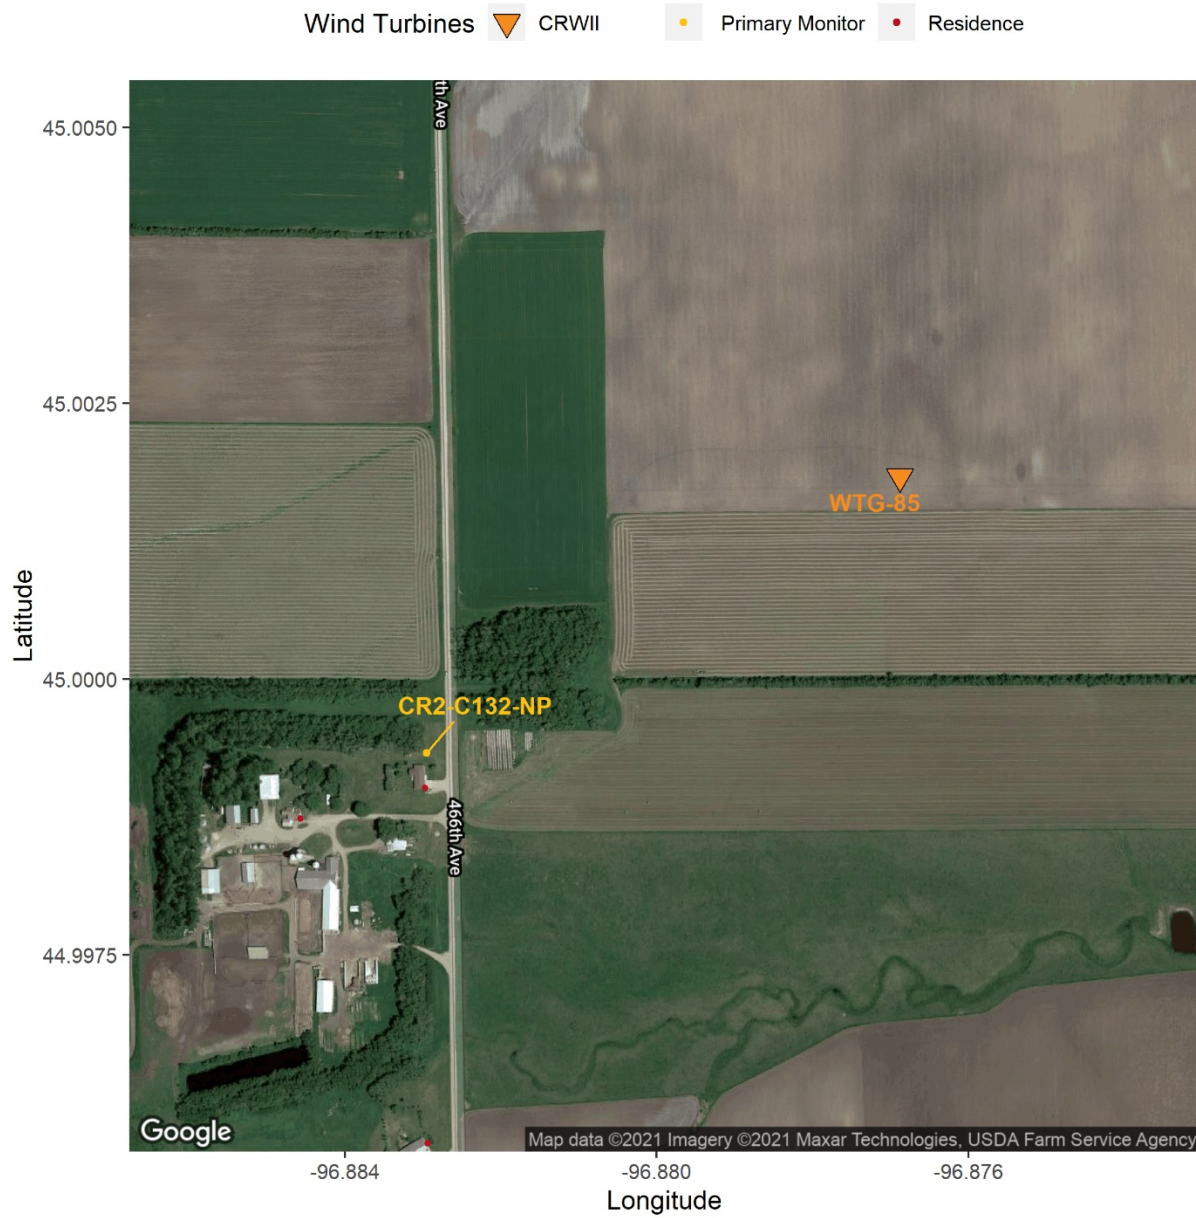 Wind Turbines CRWII Primary Monitor Residence
th Ave
45.0050
45.0025
WTG-85
Latitude
45.0000
CR2-C132-NP
466th Ave
44.9975
Google
Map data ©2021 Imagery ©2021 Maxar Technologies, USDA Farm Service Agency
-96.884 -96.880 -96.876
Longitude